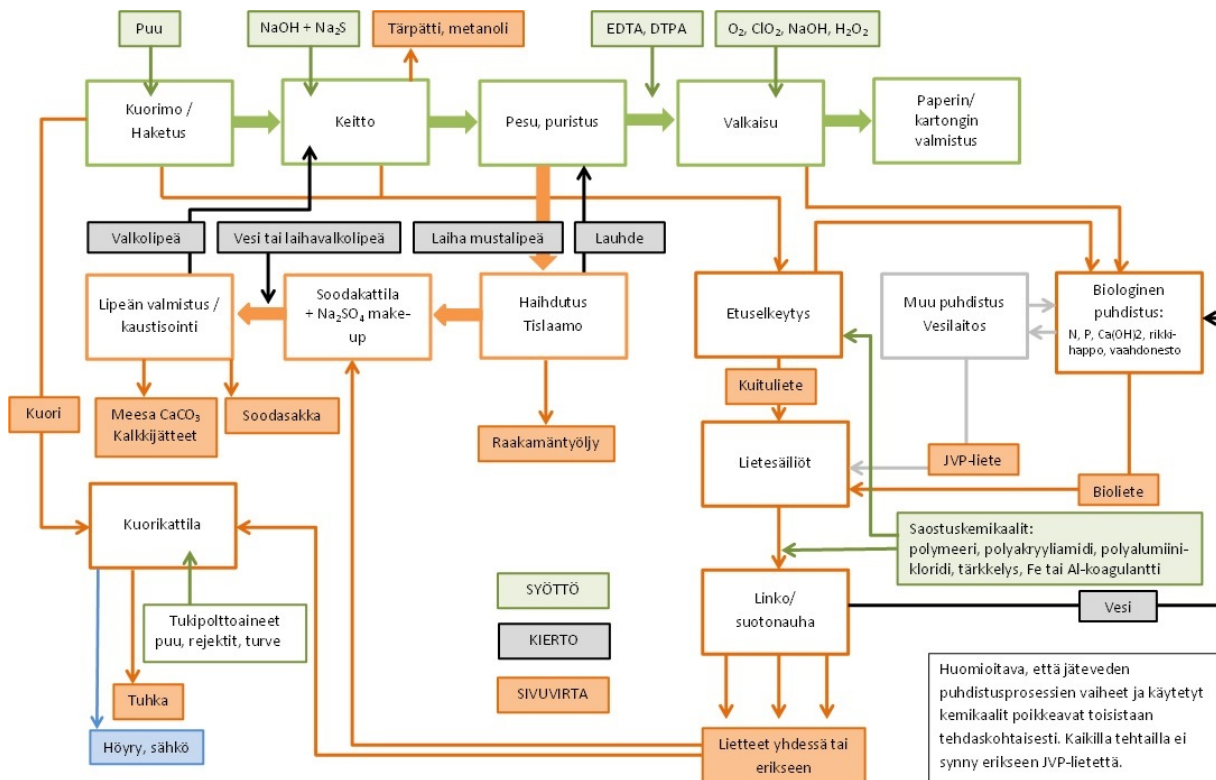 Puu
NaOH + Na₂S
Tärpätti, metanoli
EDTA, DTPA
O₂, ClO₂, NaOH, H₂O₂
Kuorimo /
Haketus
Keitto
Pesu, puristus
Valkaisu
Paperin/
kartongin
valmistus
Valkolipeä
Vesi tai laihavalkolipeä
Laiha mustalipeä
Lauhde
Lipeän valmistus /
kaustisointi
Soodakattila
+ Na₂SO₄ make-
up
Haihdutus
Tislaamo
Etuselkeytys
Muu puhdistus
Vesilaitos
Biologinen
puhdistus:
N, P, Ca(OH)2, rikki-
happo, vaahdonesto
Kuori
Meesa CaCO₃
Kalkkijätteet
Soodasakka
Raakamäntyöljy
Kuituliete
Lietesäiliöt
JVP-liete
Bioliete
Kuorikattila
Saostuskemikaalit:
polymeeri, polyakryyliamidi, polyalumiini-
kloridi, tärkkelys, Fe tai Al-koagulantti
Tukipolttoaineet
puu, rejektit, turve
SYÖTTÖ
KIERTO
SIVUVIRTA
Linko/
suotonauha
Vesi
Tuhka
Höyry, sähkö
Lietteet yhdessä tai
erikseen
Huomioitava, että jäteveden
puhdistusprosessien vaiheet ja käytetyt
kemikaalit poikkeavat toisistaan
tehdaskohtaisesti. Kaikilla tehtailla ei
synny erikseen JVP-lietettä.